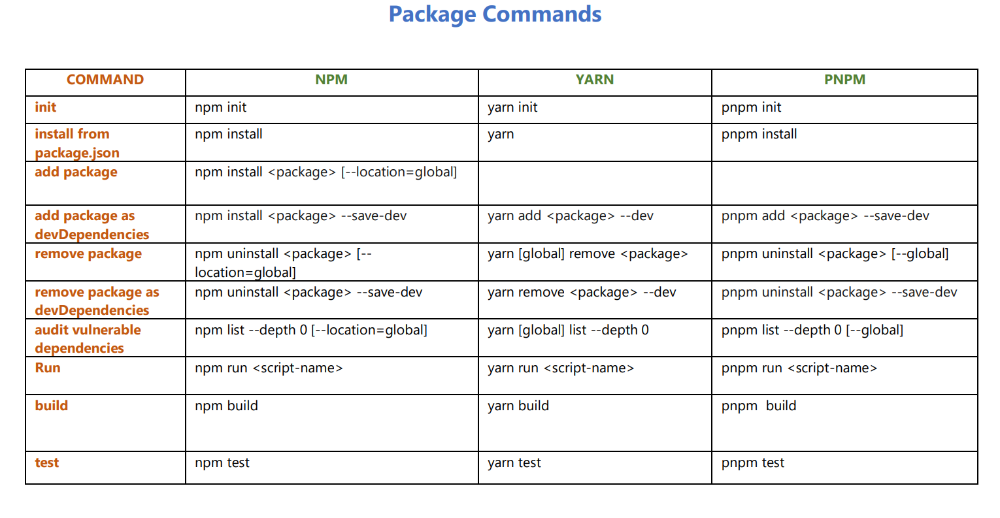 Package Commands
COMMAND NPM YARN PNPM
init npm init yarn init pnpm init
install from npm install yarn pnpm install
package.json
add package npm install <package> [--location=global]
add package as npm install <package> --save-dev yarn add <package> --dev pnpm add <package> --save-dev
devDependencies
remove package npm uninstall <package> [-- yarn [global] remove <package> pnpm uninstall <package> [--global]
location=global]
remove package as npm uninstall <package> --save-dev yarn remove <package> --dev pnpm uninstall <package> --save-dev
devDependencies
audit vulnerable npm list --depth 0 [--location=global] yarn [global] list --depth 0 pnpm list --depth 0 [--global]
dependencies
Run npm run <script-name> yarn run <script-name> pnpm run <script-name>
build npm build yarn build pnpm  build
test npm test yarn test pnpm test